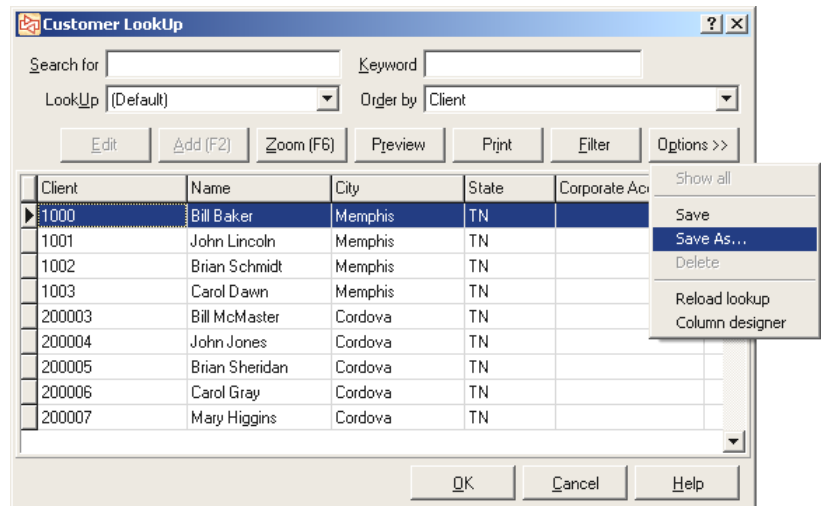 Customer LookUp
Search for Keyword
LookUp (Default) Order by Client
Edit Add (F2) Zoom (F6) Preview Print Filter Options >>
Client Name City State Corporate Acc
1000 Bill Baker Memphis TN
1001 John Lincoln Memphis TN
1002 Brian Schmidt Memphis TN
1003 Carol Dawn Memphis TN
200003 Bill McMaster Cordova TN
200004 John Jones Cordova TN
200005 Brian Sheridan Cordova TN
200006 Carol Gray Cordova TN
200007 Mary Higgins Cordova TN
Show all
Save
Save As...
Delete
Reload lookup
Column designer
OK Cancel Help